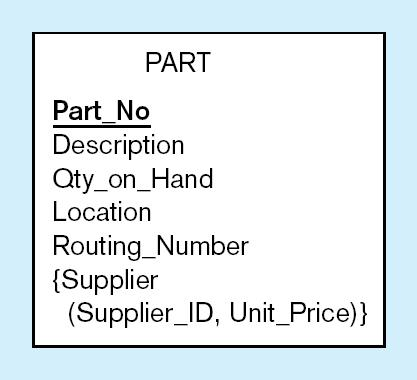 PART
Part_No
Description
Qty_on_Hand
Location
Routing_Number
{Supplier
(Supplier_ID, Unit_Price)}